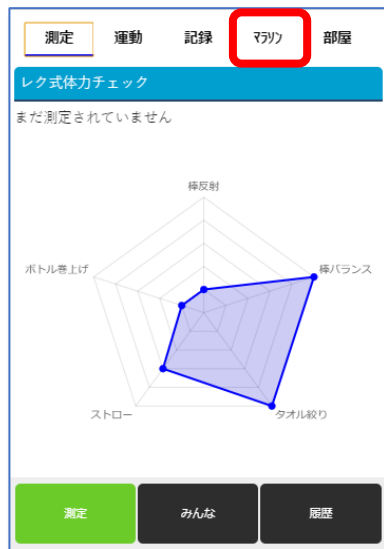 測定 運動 記録 マラソン 部屋
レク式体力チェック
まだ測定されていません
棒反射
ボトル巻上げ 棒バランス
ストロー タオル絞り
測定 みんな 履歴